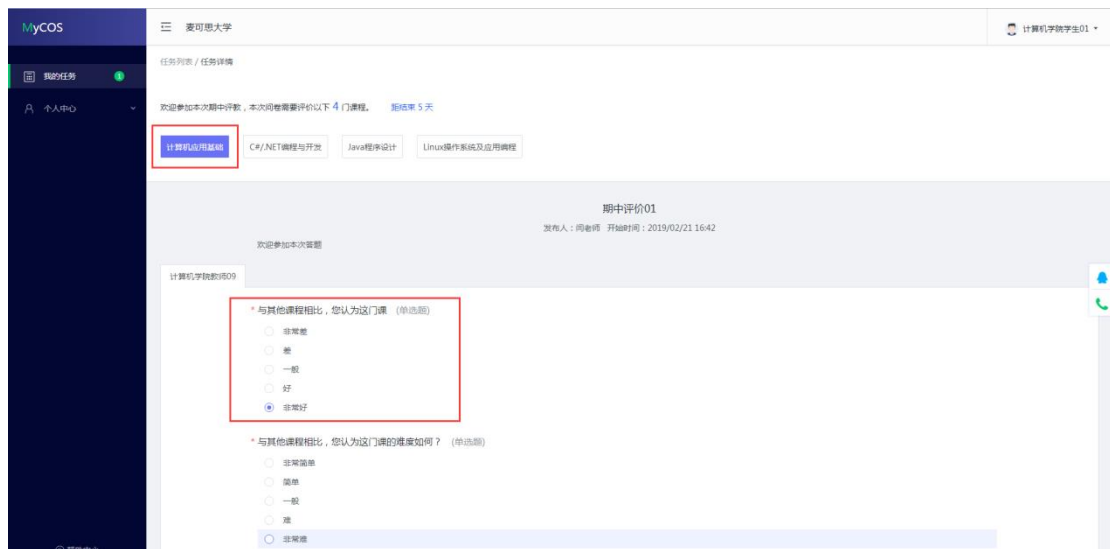 MyCOS
麦可思大学
计算机学院学生01
我的任务
1
个人中心
任务列表 / 任务详情
欢迎参加本次期中评教，本次问卷需要评价以下 4 门课程。 距结束 5 天
计算机应用基础
C#/.NET编程与开发
Java程序设计
Linux操作系统及应用编程
期中评价01
发布人：闫老师 开始时间：2019/02/21 16:42
欢迎参加本次答题
计算机学院教师09
* 与其他课程相比，您认为这门课 (单选题)
非常差
差
一般
好
非常好
* 与其他课程相比，您认为这门课的难度如何？ (单选题)
非常简单
简单
一般
难
非常难